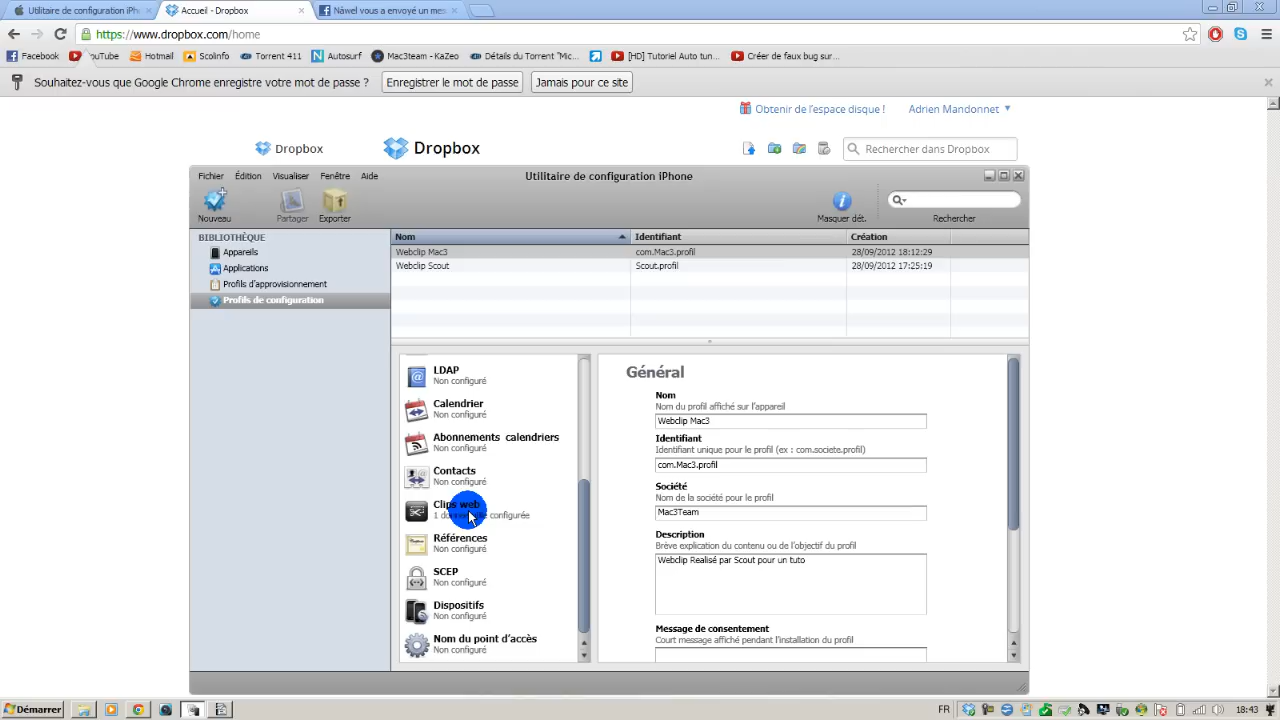 Utilitaire de configuration iPh
Accueil - Dropbox
Nàwel vous a envoyé un me
https://www.dropbox.com/home
Facebook
YouTube
Hotmail
Scolinfo
Torrent 411
Autosurf
Mac3team - KaZeo
Détails du Torrent "Mic...
[HD] Tutoriel Auto tun...
Créer de faux bug sur...
Souhaitez-vous que Google Chrome enregistre votre mot de passe ?
Enregistrer le mot de passe
Jamais pour ce site
Obtenir de l'espace disque !
Adrien Mandonnet
Dropbox
Dropbox
Rechercher dans Dropbox
Fichier
Édition
Visualiser
Fenêtre
Aide
Utilitaire de configuration iPhone
Nouveau
Partager
Exporter
Masquer dét.
Rechercher
BIBLIOTHÈQUE
Appareils
Applications
Profils d'approvisionnement
Profils de configuration
Nom
Identifiant
Création
Webclip Mac3
com.Mac3.profil
28/09/2012 18:12:29
Webclip Scout
Scout.profil
28/09/2012 17:25:19
LDAP
Non configuré
Calendrier
Non configuré
Abonnements calendriers
Non configuré
Contacts
Non configuré
Clips web
configurée
Références
Non configuré
SCEP
Non configuré
Dispositifs
Non configuré
Nom du point d'accès
Non configuré
Général
Nom
Nom du profil affiché sur l'appareil
Webclip Mac3
Identifiant
Identifiant unique pour le profil (ex : com.societe.profil)
com.Mac3.profil
Société
Nom de la société pour le profil
Mac3Team
Description
Brève explication du contenu ou de l'objectif du profil
Webclip Realisé par Scout pour un tuto
Message de consentement
Court message affiché pendant l'installation du profil
Démarrer
FR
18:43